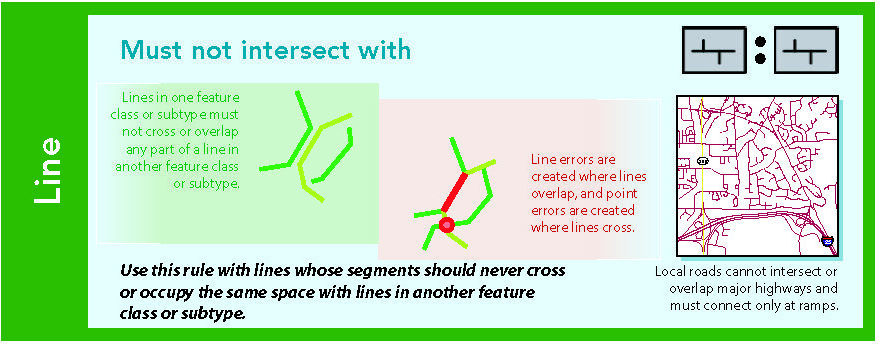 Line
Must not intersect with
Lines in one feature
class or subtype must
not cross or overlap
any part of a line in
another feature class
or subtype.
Line errors are
created where lines
overlap, and point
errors are created
where lines cross.
Use this rule with lines whose segments should never cross
or occupy the same space with lines in another feature
class or subtype.
Local roads cannot intersect or
overlap major highways and
must connect only at ramps.